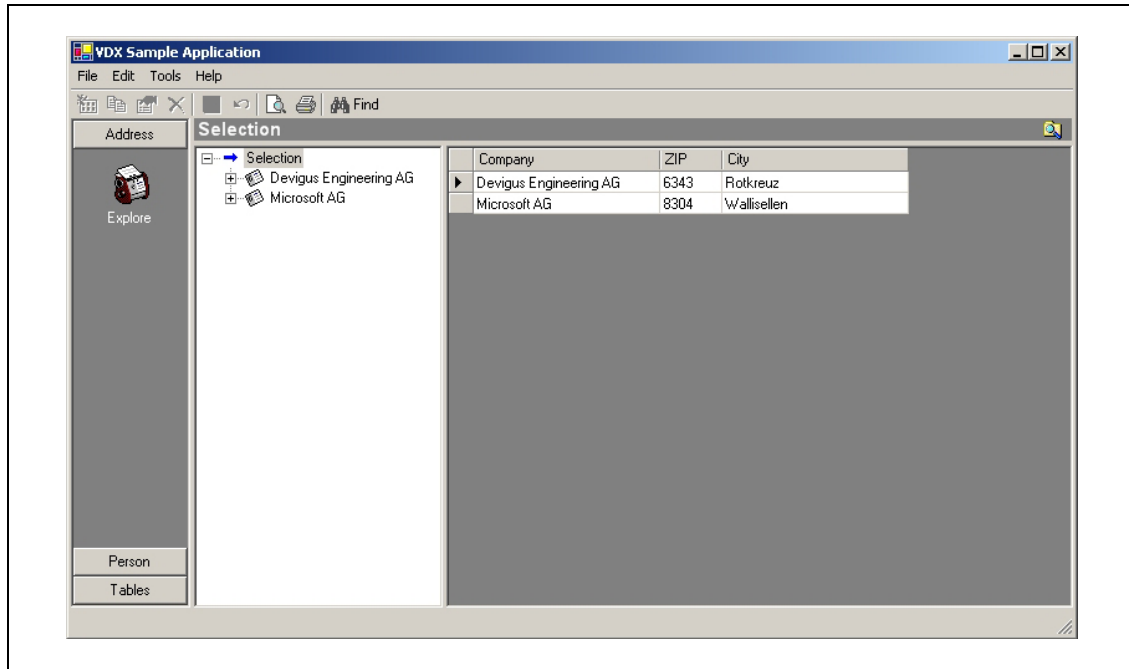 VDX Sample Application
File Edit Tools Help
Find
Address
Selection
Explore
Selection
Devigus Engineering AG
Microsoft AG
Company ZIP City
Devigus Engineering AG 6343 Rotkreuz
Microsoft AG 8304 Wallisellen
Person
Tables